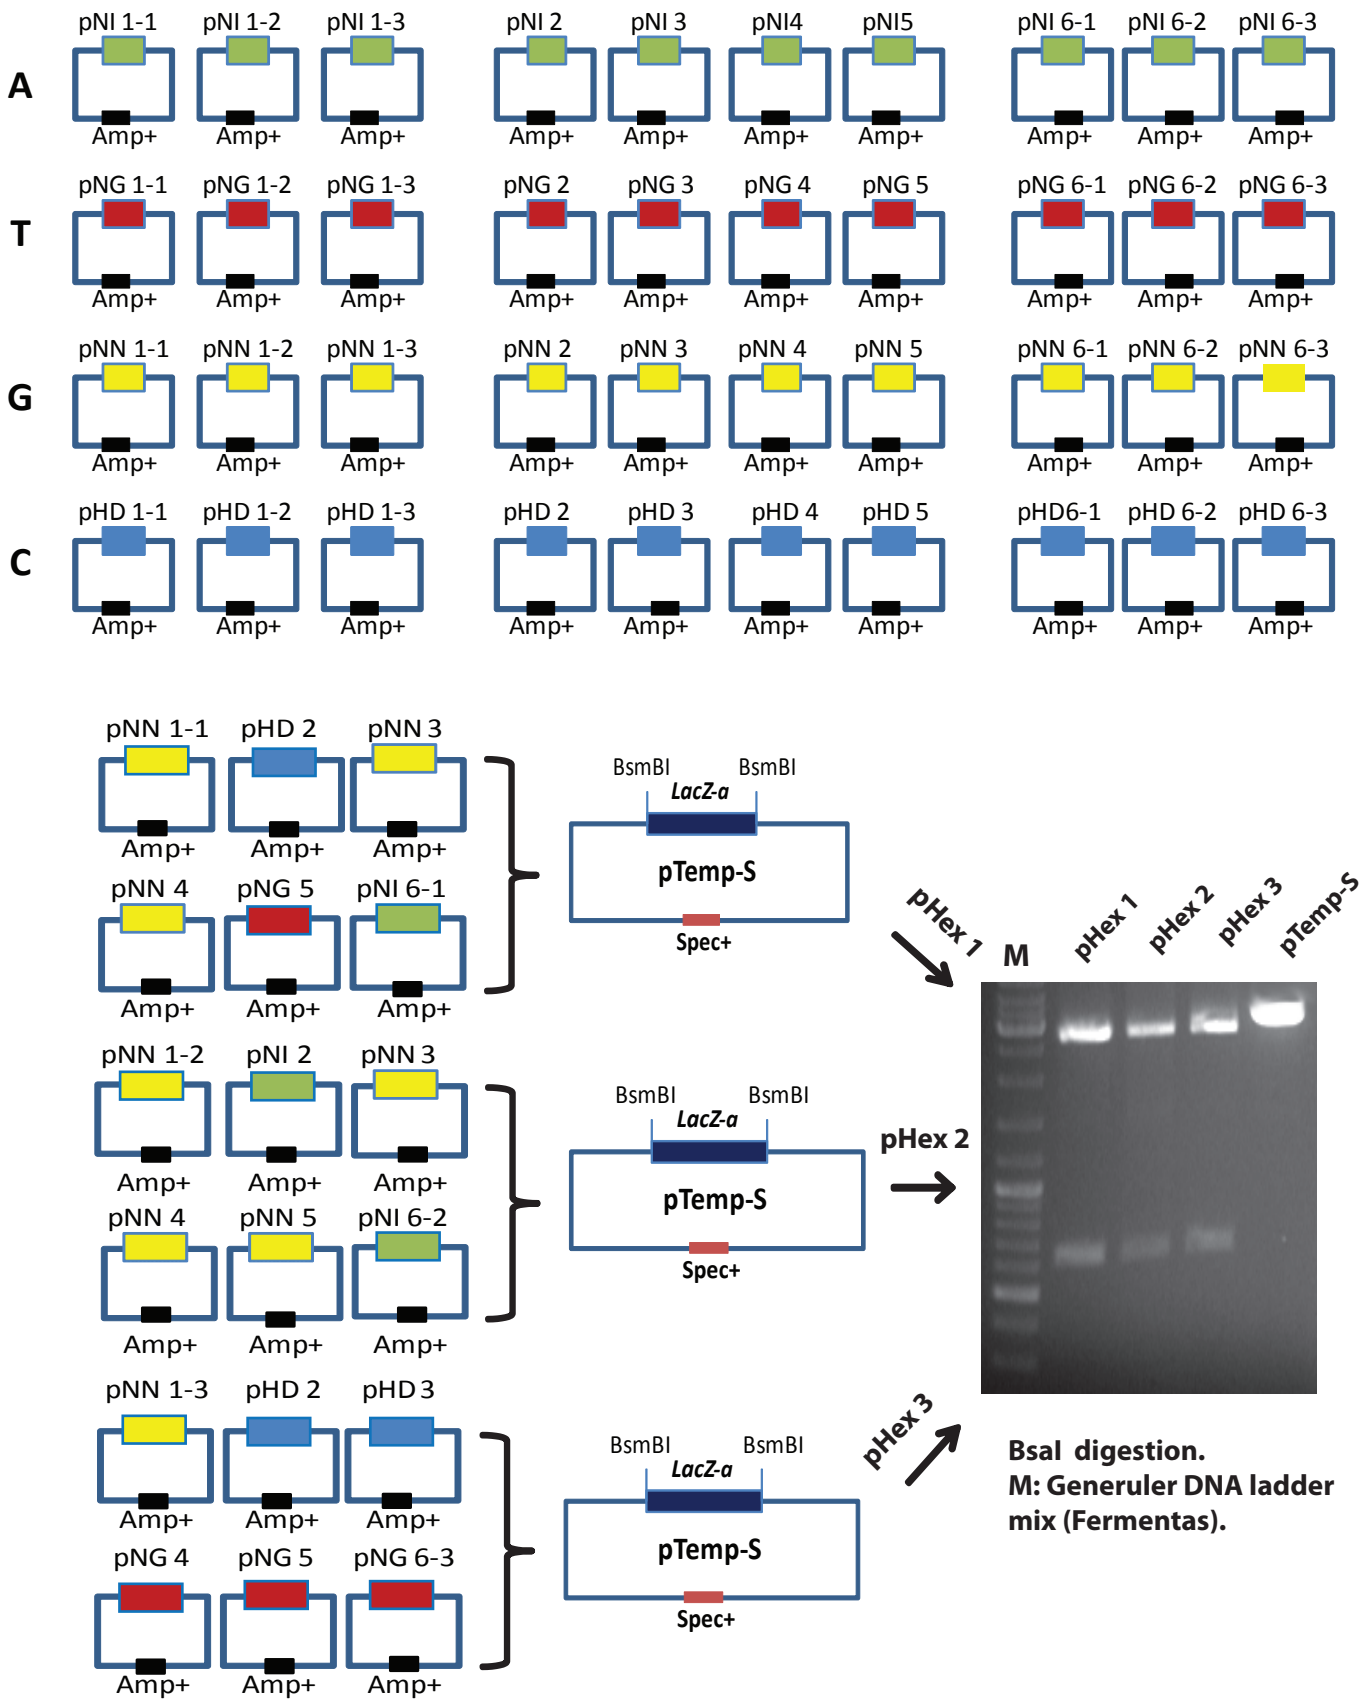 pNI 1-1 pNI 1-2 pNI 1-3 pNI 2 pNI 3 pNI4 pNI5 pNI 6-1 pNI 6-2 pNI 6-3
A
Amp+ Amp+ Amp+ Amp+ Amp+ Amp+ Amp+ Amp+ Amp+ Amp+
pNG 1-1 pNG 1-2 pNG 1-3 pNG 2 pNG 3 pNG 4 pNG 5 pNG 6-1 pNG 6-2 pNG 6-3
T
Amp+ Amp+ Amp+ Amp+ Amp+ Amp+ Amp+ Amp+ Amp+ Amp+
pNN 1-1 pNN 1-2 pNN 1-3 pNN 2 pNN 3 pNN 4 pNN 5 pNN 6-1 pNN 6-2 pNN 6-3
G
Amp+ Amp+ Amp+ Amp+ Amp+ Amp+ Amp+ Amp+ Amp+ Amp+
pHD 1-1 pHD 1-2 pHD 1-3 pHD 2 pHD 3 pHD 4 pHD 5 pHD6-1 pHD 6-2 pHD 6-3
C
Amp+ Amp+ Amp+ Amp+ Amp+ Amp+ Amp+ Amp+ Amp+ Amp+
pNN 1-1 pHD 2 pNN 3
Amp+ Amp+ Amp+
pNN 4 pNG 5 pNI 6-1
Amp+ Amp+ Amp+
BsmBI BsmBI
LacZ-a
pTemp-S
Spec+
pHex 1
pNN 1-2 pNI 2 pNN 3
Amp+ Amp+ Amp+
pNN 4 pNN 5 pNI 6-2
Amp+ Amp+ Amp+
BsmBI BsmBI
LacZ-a
pTemp-S
Spec+
pHex 2
pNN 1-3 pHD 2 pHD 3
Amp+ Amp+ Amp+
pNG 4 pNG 5 pNG 6-3
Amp+ Amp+ Amp+
BsmBI BsmBI
LacZ-a
pTemp-S
Spec+
pHex 3
M pHex 1 pHex 2 pHex 3 pTemp-S
BsaI digestion.
M: Generuler DNA ladder
mix (Fermentas).